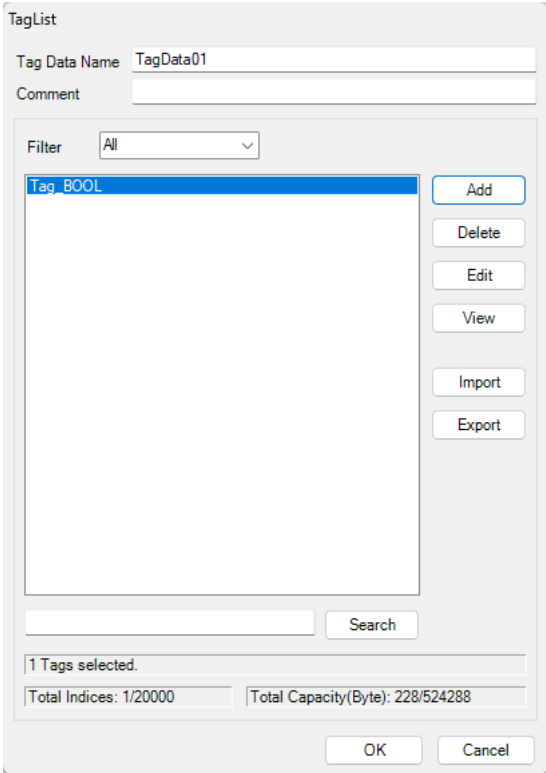 TagList
Tag Data Name TagData01
Comment
Filter All
Tag_BOOL
Add
Delete
Edit
View
Import
Export
Search
1 Tags selected.
Total Indices: 1/20000 Total Capacity(Byte): 228/524288
OK Cancel